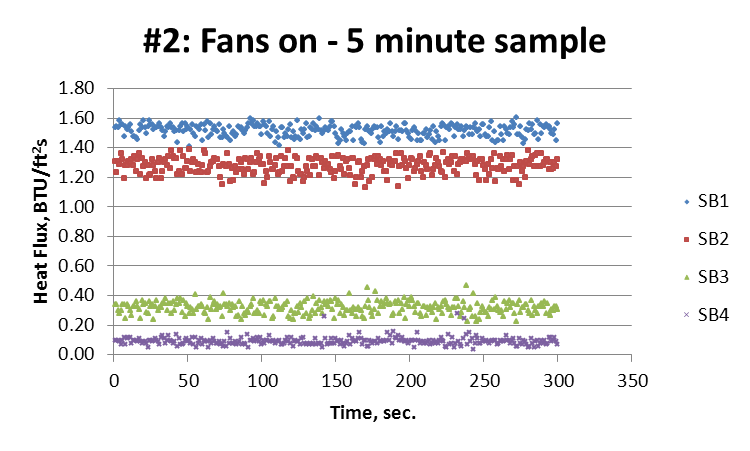 #2: Fans on - 5 minute sample
1.80
1.60
1.40
1.20
1.00
0.80
0.60
0.40
0.20
0.00
Heat Flux, BTU/ft²s
0 50 100 150 200 250 300 350
Time, sec.
SB1
SB2
SB3
SB4